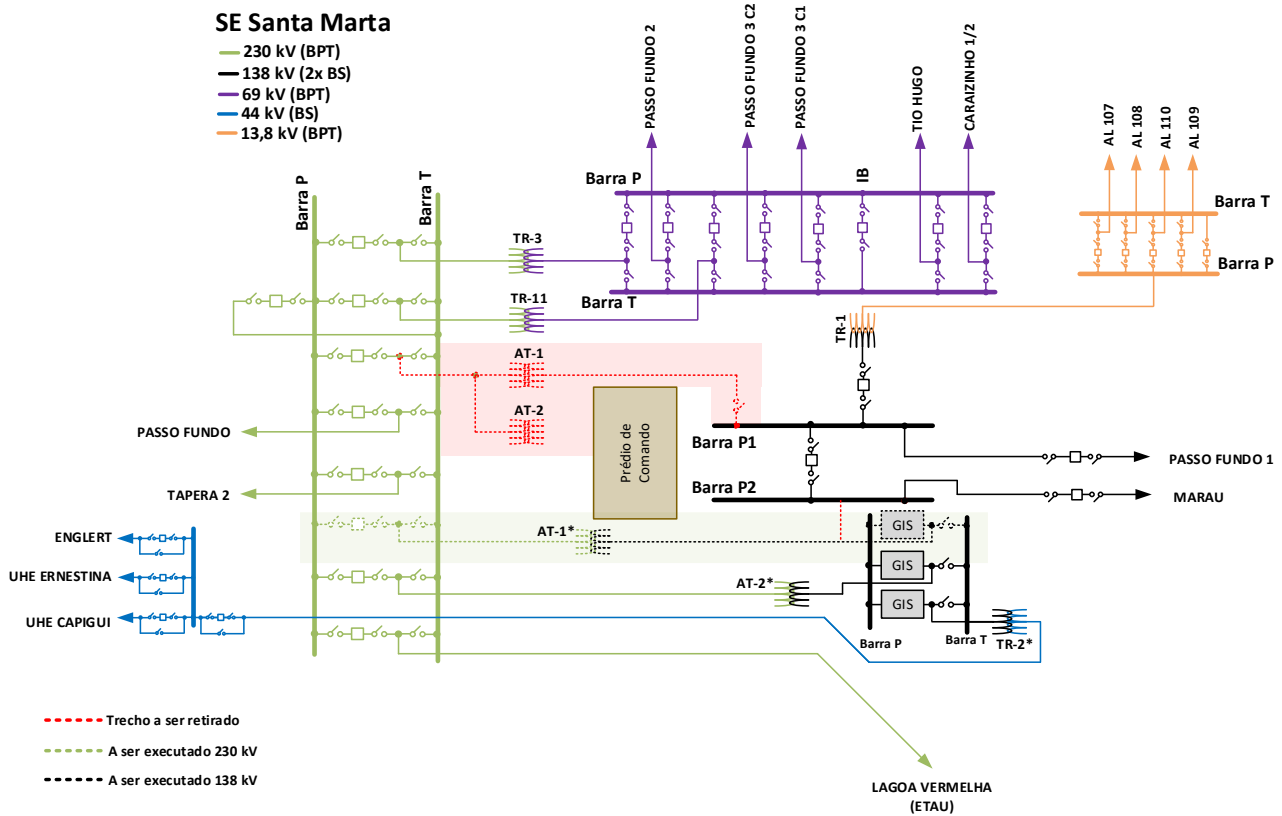 SE Santa Marta
230 kV (BPT)
138 kV (2x BS)
69 kV (BPT)
44 kV (BS)
13,8 kV (BPT)
PASSO FUNDO 2
PASSO FUNDO 3 C2
PASSO FUNDO 3 C1
TIO HUGO
CARAIZINHO 1/2
AL 107
AL 108
AL 110
AL 109
Barra P
Barra T
Barra P
IB
Barra T
Barra T
Barra P
TR-3
TR-11
TR-1
AT-1
AT-2
Prédio de
Comando
Barra P1
PASSO FUNDO
PASSO FUNDO 1
Barra P2
TAPERA 2
MARAU
ENGLERT
AT-1*
GIS
UHE ERNESTINA
AT-2*
GIS
GIS
UHE CAPIGUI
Barra P
Barra T
TR-2*
Trecho a ser retirado
A ser executado 230 kV
A ser executado 138 kV
LAGOA VERMELHA
(ETAU)